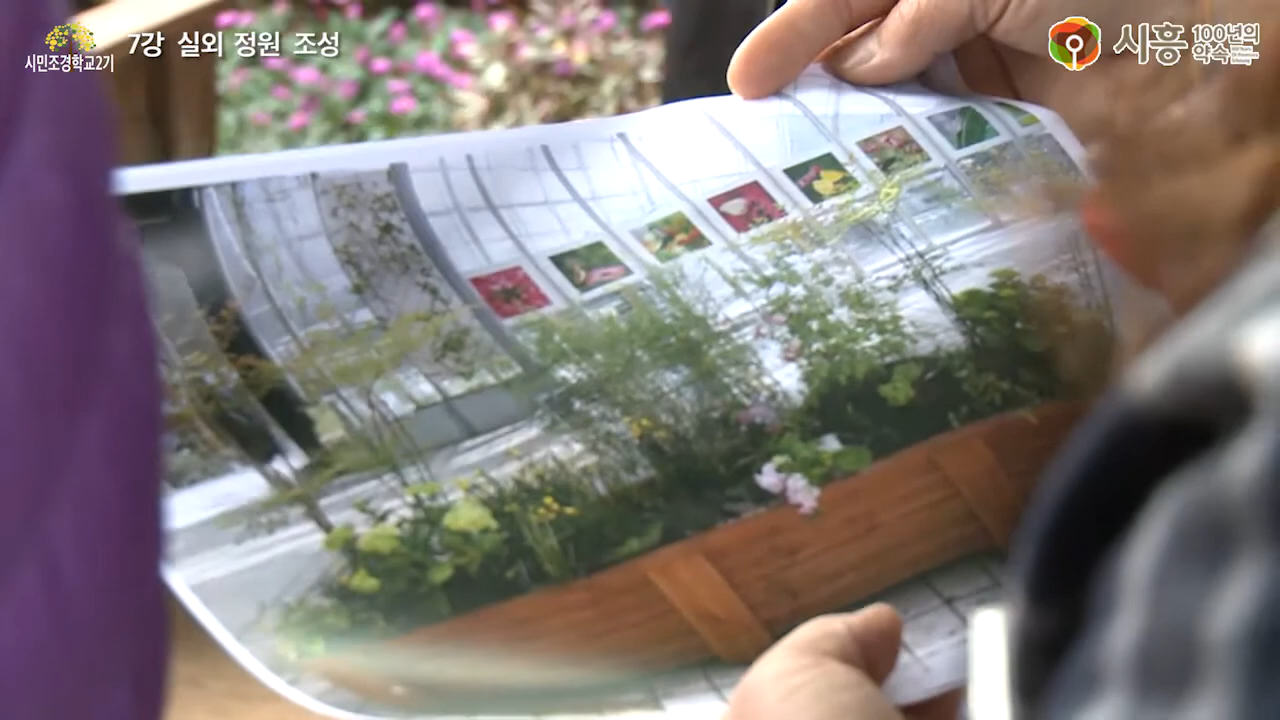 시민조경학교2기
7강 실외 정원 조성
시흥
100년의
약속